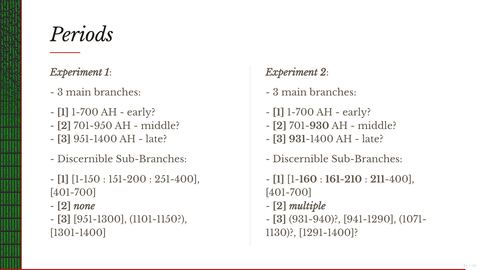 Periods
Experiment 1:
- 3 main branches:
- [1] 1-700 AH - early?
- [2] 701-950 AH - middle?
- [3] 951-1400 AH - late?
- Discernible Sub-Branches:
- [1] [1-150 : 151-200 : 251-400],
[401-700]
- [2] none
- [3] [951-1300], (1101-1150?),
[1301-1400]
Experiment 2:
- 3 main branches:
- [1] 1-700 AH - early?
- [2] 701-930 AH - middle?
- [3] 931-1400 AH - late?
- Discernible Sub-Branches:
- [1] [1-160 : 161-210 : 211-400],
[401-700]
- [2] multiple
- [3] (931-940)?, [941-1290], (1071-
1130)?, [1291-1400]?